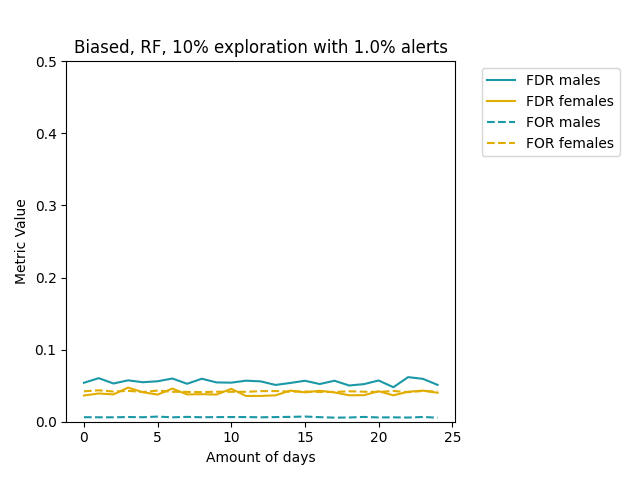 Biased, RF, 10% exploration with 1.0% alerts
FDR males
FDR females
FOR males
FOR females
Metric Value
0.5
0.4
0.3
0.2
0.1
0.0
0 5 10 15 20 25
Amount of days